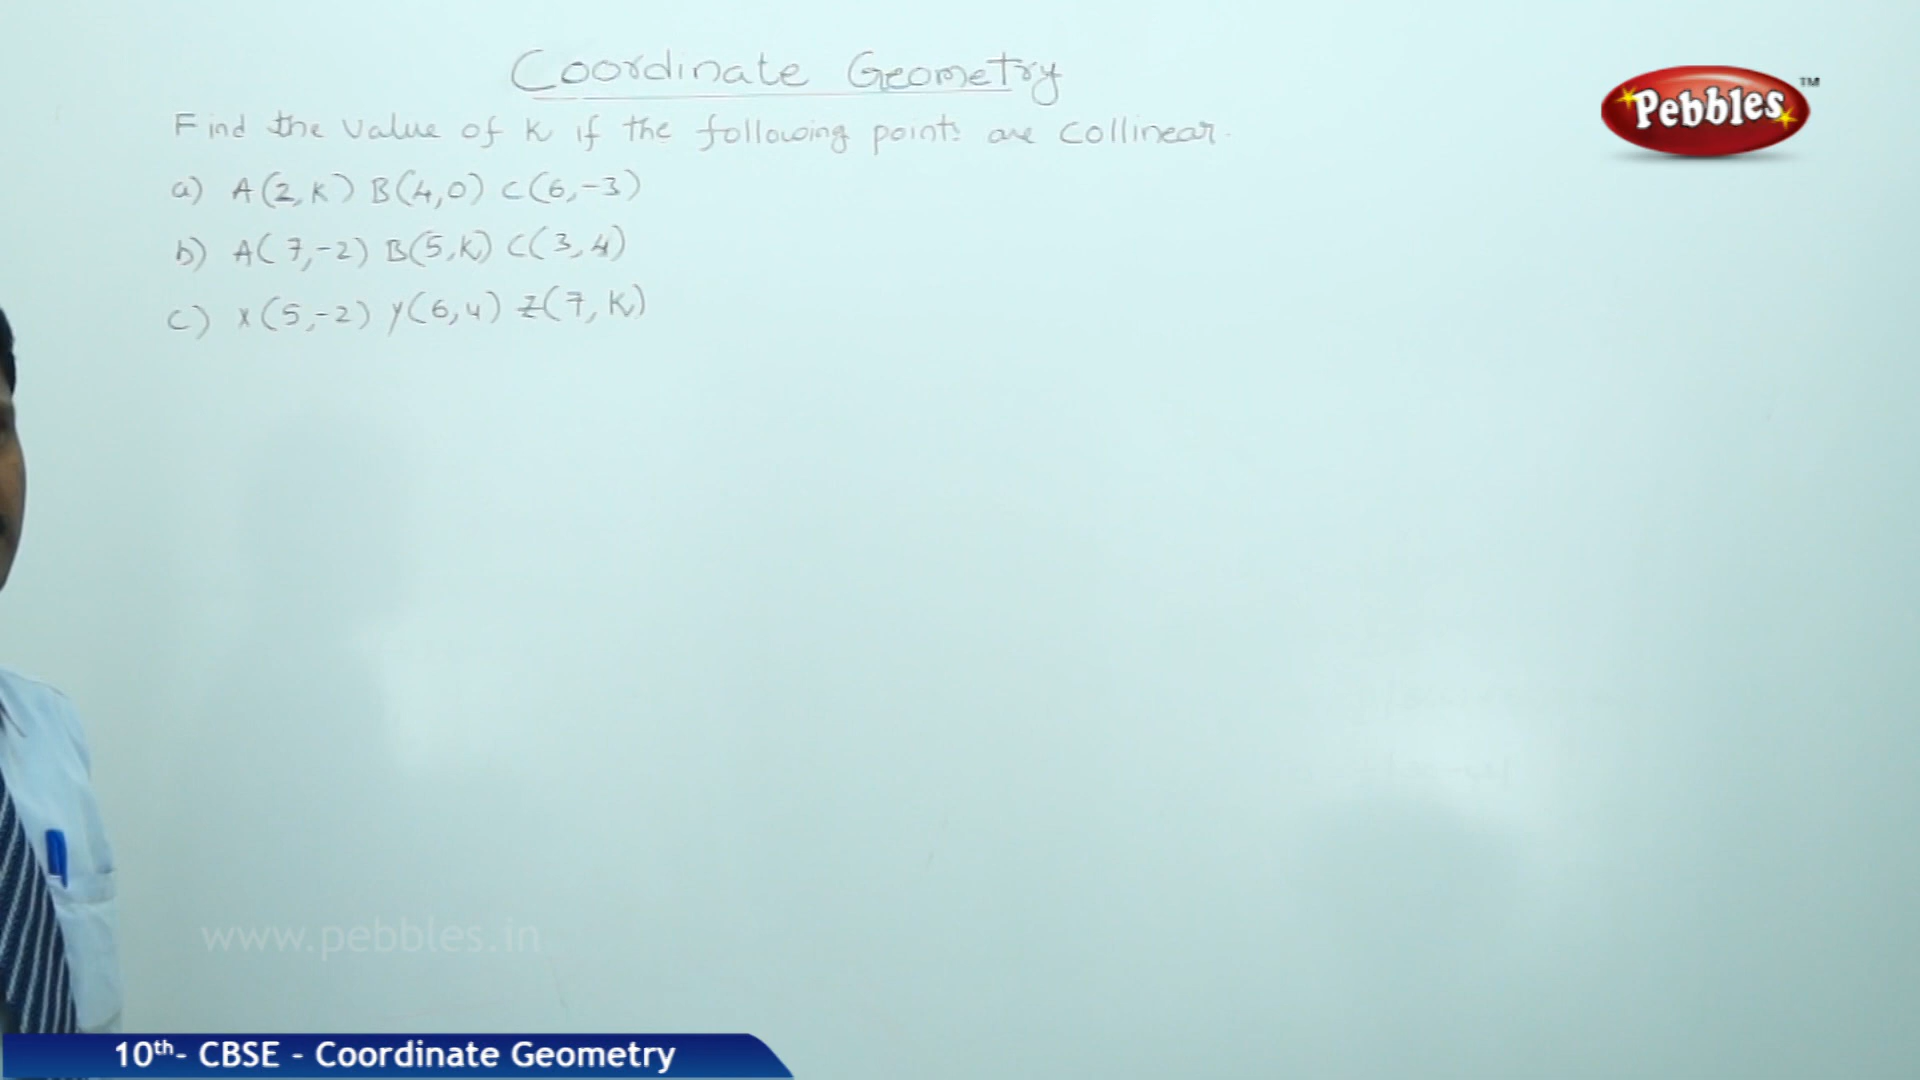 Coordinate Geometry
Find the value of K if the following points are collinear.
a) A(2, K) B(4,0) C(6,-3)
b) A(7,-2) B(5,K) C(3,4)
c) X(5,-2) Y(6,4) Z(7, K)
Pebbles™
www.pebbles.in
10th- CBSE - Coordinate Geometry